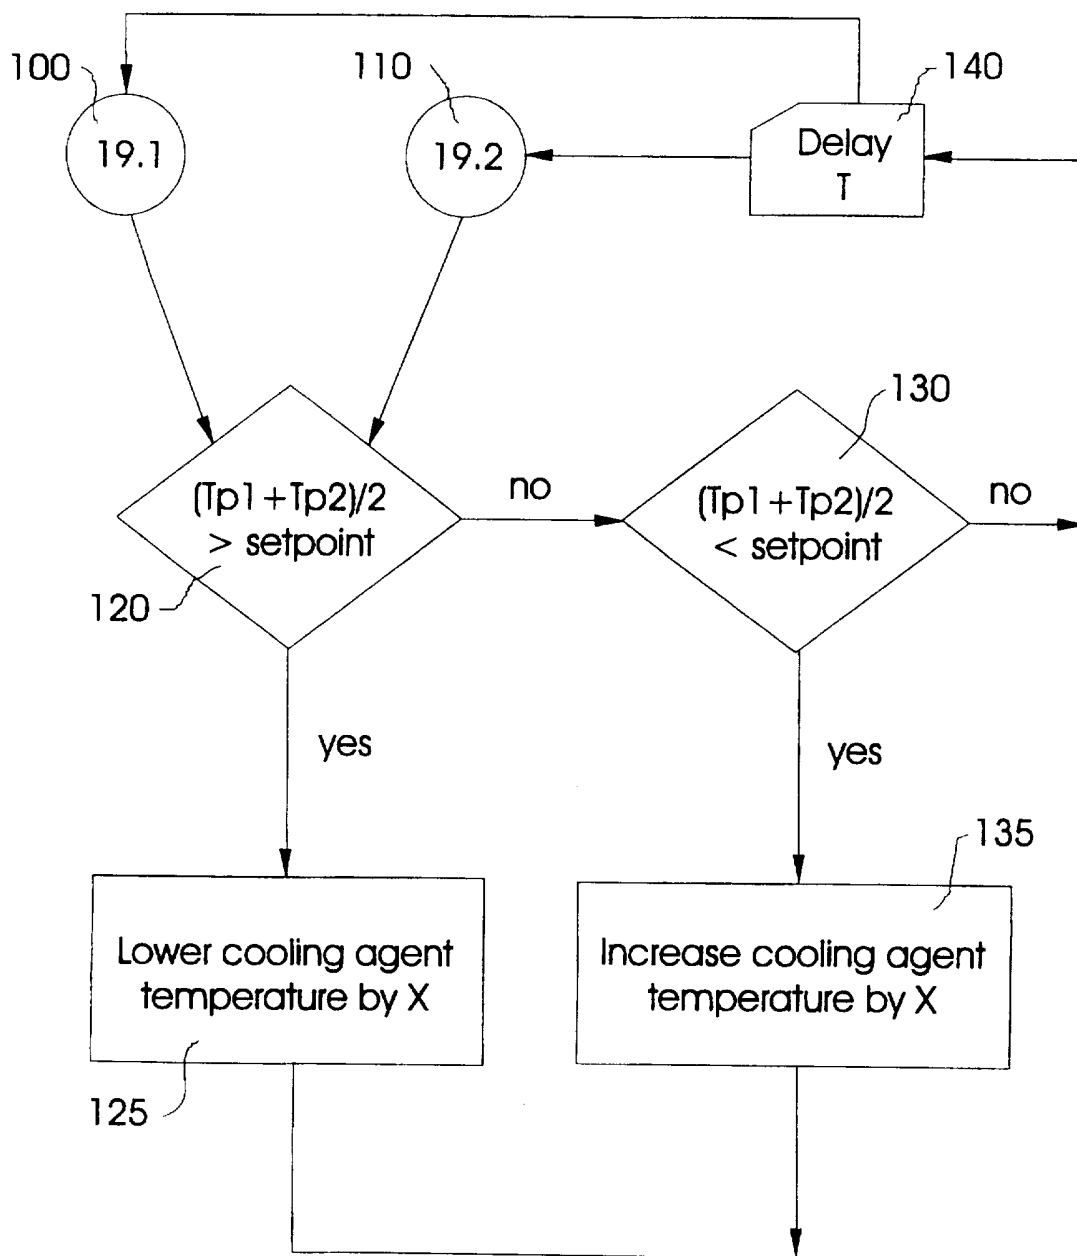 100
110
140
19.1
19.2
Delay
T
130
(Tp1+Tp2)/2
> setpoint
no
(Tp1+Tp2)/2
< setpoint
no
120
yes
yes
135
Lower cooling agent
temperature by X
Increase cooling agent
temperature by X
125